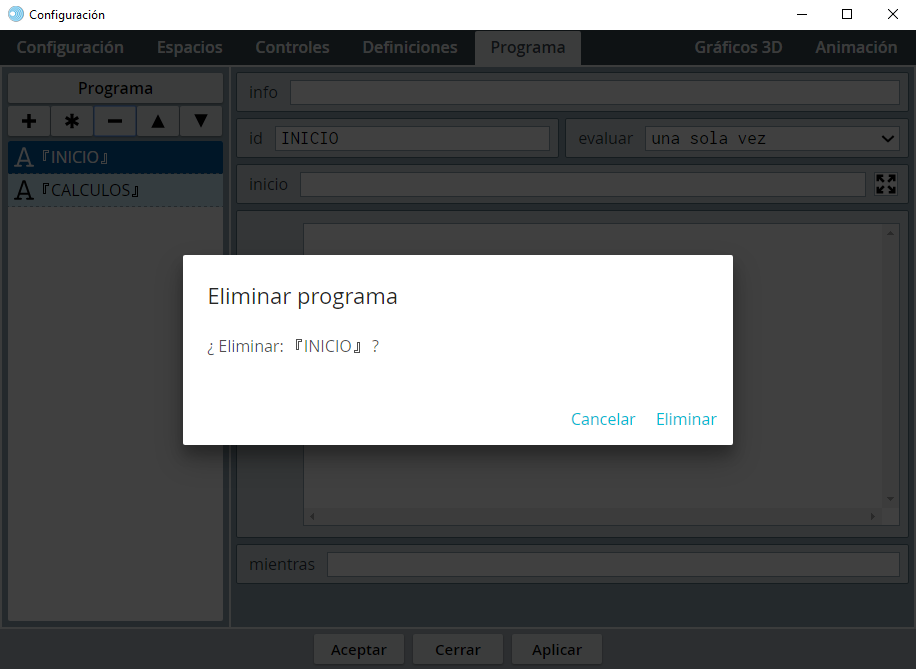 Configuración
Configuración Espacios Controles Definiciones Programa Gráficos 3D Animación
Programa
『INICIO』
『CALCULOS』
info
id INICIO evaluar una sola vez
inicio
Eliminar programa
¿ Eliminar: 『INICIO』 ?
Cancelar Eliminar
mientras
Aceptar Cerrar Aplicar